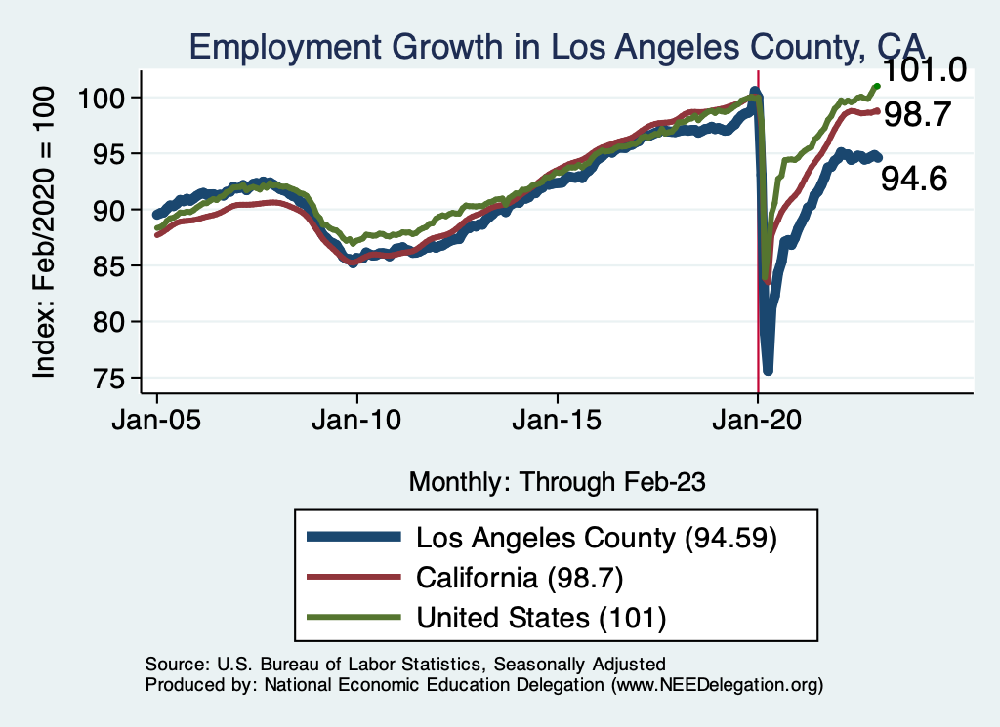 Employment Growth in Los Angeles County, CA
101.0
98.7
94.6
Index: Feb/2020 = 100
100
95
90
85
80
75
Jan-05 Jan-10 Jan-15 Jan-20
Monthly: Through Feb-23
Los Angeles County (94.59)
California (98.7)
United States (101)
Source: U.S. Bureau of Labor Statistics, Seasonally Adjusted
Produced by: National Economic Education Delegation (www.NEEDelegation.org)